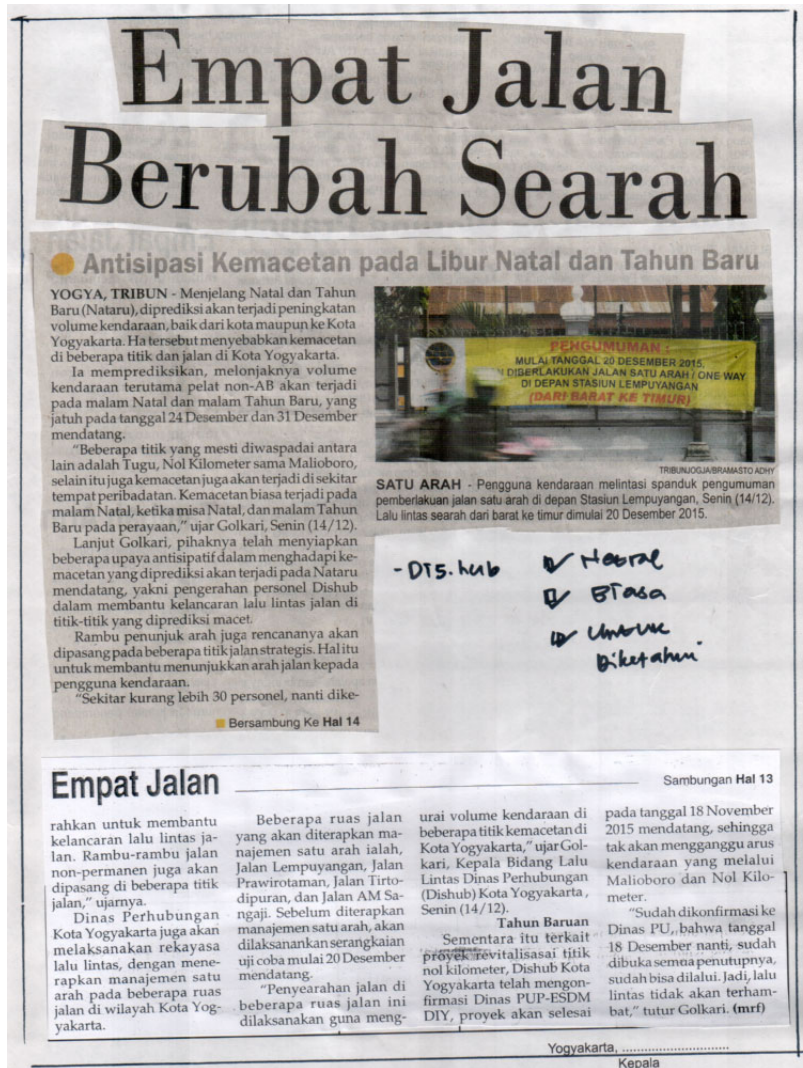 Empat Jalan
Berubah Searah
Antisipasi Kemacetan pada Libur Natal dan Tahun Baru
YOGYA, TRIBUN - Menjelang Natal dan Tahun
Baru (Nataru), diprediksi akan terjadi peningkatan
volume kendaraan, baik dari kota maupun ke Kota
Yogyakarta. Ha tersebut menyebabkan kemacetan
di beberapa titik dan jalan di Kota Yogyakarta.
Ia memprediksikan, melonjaknya volume
kendaraan terutama pelat non-AB akan terjadi
pada malam Natal dan malam Tahun Baru, yang
jatuh pada tanggal 24 Desember dan 31 Desember
mendatang.
"Beberapa titik yang mesti diwaspadai antara
lain adalah Tugu, Nol Kilometer sama Malioboro,
selain itu juga kemacetan juga akan terjadi di sekitar
tempat peribadatan. Kemacetan biasa terjadi pada
malam Natal, ketika misa Natal, dan malam Tahun
Baru pada perayaan," ujar Golkari, Senin (14/12).
Lanjut Golkari, pihaknya telah menyiapkan
beberapa upaya antisipatif dalam menghadapi ke-
macetan yang diprediksi akan terjadi pada Nataru
mendatang, yakni pengerahan personel Dishub
dalam membantu kelancaran lalu lintas jalan di
titik-titik yang diprediksi macet.
Rambu penunjuk arah juga rencananya akan
dipasang pada beberapa titik jalan strategis. Hal itu
untuk membantu menunjukkan arah jalan kepada
pengguna kendaraan.
"Sekitar kurang lebih 30 personel, nanti dike-
Bersambung Ke Hal 14
PENGUMUMAN :
MULAI TANGGAL 20 DESEMBER 2015,
DIBERLAKUKAN JALAN SATU ARAH / ONE WAY
DI DEPAN STASIUN LEMPUYANGAN
(DARI BARAT KE TIMUR)
TRIBUNJOGJA/BRAMASTO ADHY
SATU ARAH - Pengguna kendaraan melintasi spanduk pengumuman
pemberlakuan jalan satu arah di depan Stasiun Lempuyangan, Senin (14/12).
Lalu lintas searah dari barat ke timur dimulai 20 Desember 2015.
- Dis.hub
Netral
Biasa
Untuk
Diketahui
Empat Jalan
Sambungan Hal 13
rahkan untuk membantu
kelancaran lalu lintas ja-
lan. Rambu-rambu jalan
non-permanen juga akan
dipasang di beberapa titik
jalan," ujarnya.
Dinas Perhubungan
Kota Yogyakarta juga akan
melaksanakan rekayasa
lalu lintas, dengan mene-
rapkan manajemen satu
arah pada beberapa ruas
jalan di wilayah Kota Yog-
yakarta.
Beberapa ruas jalan
yang akan diterapkan ma-
najemen satu arah ialah,
Jalan Lempuyangan, Jalan
Prawirotaman, Jalan Tirto-
dipuran, dan Jalan AM Sa-
ngaji. Sebelum diterapkan
manajemen satu arah, akan
dilaksanankan serangkaian
uji coba mulai 20 Desember
mendatang.
"Penyearahan jalan di
beberapa ruas jalan ini
dilaksanakan guna meng-
urai volume kendaraan di
beberapa titik kemacetan di
Kota Yogyakarta," ujar Gol-
kari, Kepala Bidang Lalu
Lintas Dinas Perhubungan
(Dishub) Kota Yogyakarta ,
Senin (14/12).
Tahun Baruan
Sementara itu terkait
proyek revitalisasai titik
nol kilometer, Dishub Kota
Yogyakarta telah mengon-
firmasi Dinas PUP-ESDM
DIY, proyek akan selesai
pada tanggal 18 November
2015 mendatang, sehingga
tak akan mengganggu arus
kendaraan yang melalui
Malioboro dan Nol Kilo-
meter.
"Sudah dikonfirmasi ke
Dinas PU, bahwa tanggal
18 Desember nanti, sudah
dibuka semua penutupnya,
sudah bisa dilalui. Jadi, lalu
lintas tidak akan terham-
bat," tutur Golkari. (mrf)
Yogyakarta, ............................
Kepala